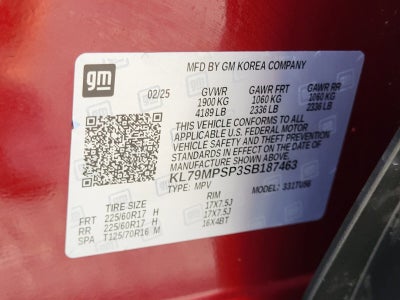 MFD BY GM KOREA COMPANY
gm
02/25 GVWR GAWR FRT GAWR RR
1900 KG 1060 KG 1060 KG
4189 LB 2336 LB 2336 LB
THIS VEHICLE CONFORMS TO ALL
APPLICABLE U.S. FEDERAL MOTOR
VEHICLE SAFETY AND THEFT PREVENTION
STANDARDS IN EFFECT ON THE DATE OF
MANUFACTURE SHOWN ABOVE.
KL79MPSP3SB187463
TYPE: MPV MODEL: 1TU56
TIRE SIZE RIM
FRT 225/60R17 H 17X7.5J
RR 225/60R17 H 17X7.5J
SPA T125/70R16 M 16X4BT